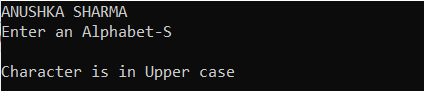 ANUSHKA SHARMA
Enter an Alphabet-S
Character is in Upper case